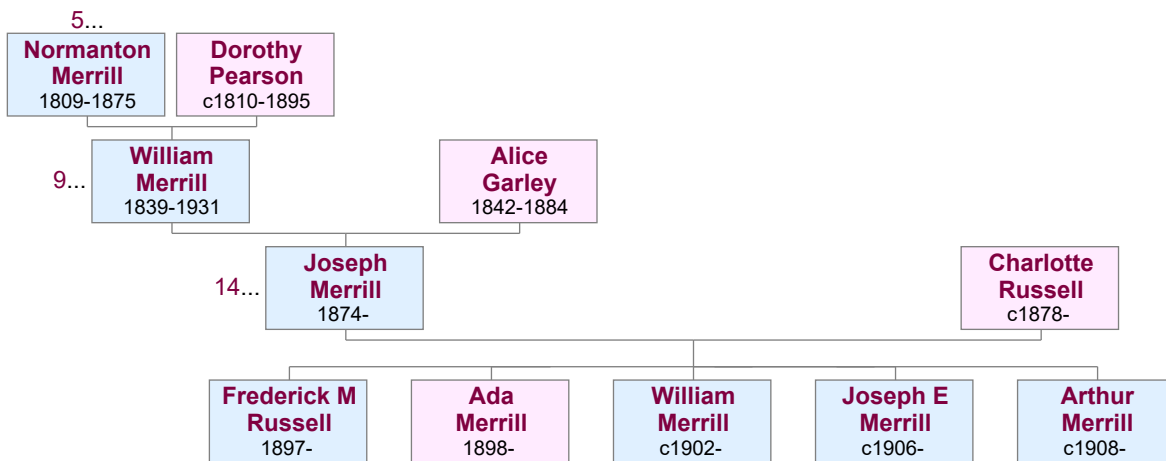 5...
Normanton
Merrill
1809-1875
Dorothy
Pearson
c1810-1895
9...
William
Merrill
1839-1931
Alice
Garley
1842-1884
14...
Joseph
Merrill
1874-
Charlotte
Russell
c1878-
Frederick M
Russell
1897-
Ada
Merrill
1898-
William
Merrill
c1902-
Joseph E
Merrill
c1906-
Arthur
Merrill
c1908-